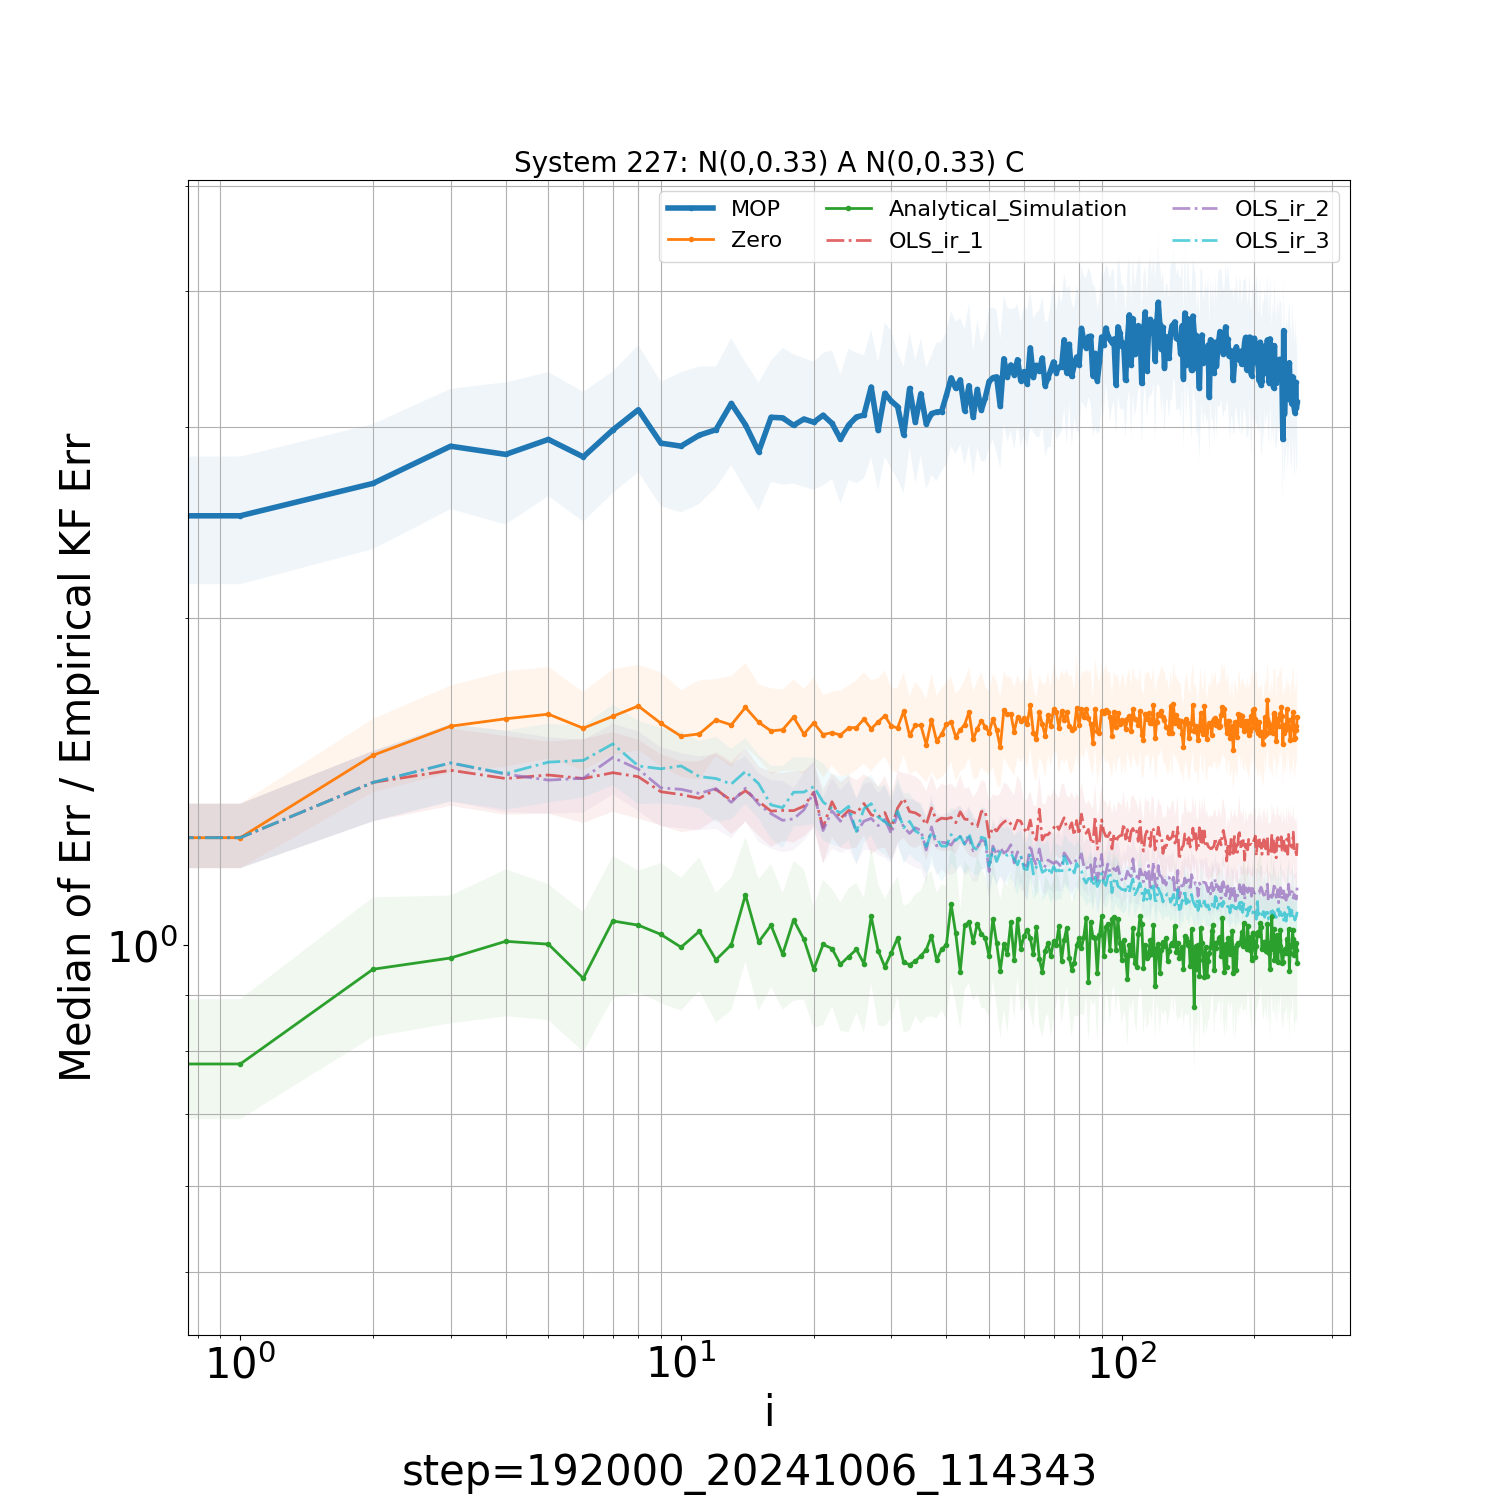 System 227: N(0,0.33) A N(0,0.33) C
MOP
Zero
Analytical_Simulation
OLS_ir_1
OLS_ir_2
OLS_ir_3
Median of Err / Empirical KF Err
10⁰
10⁰ 10¹ 10²
i
step=192000_20241006_114343